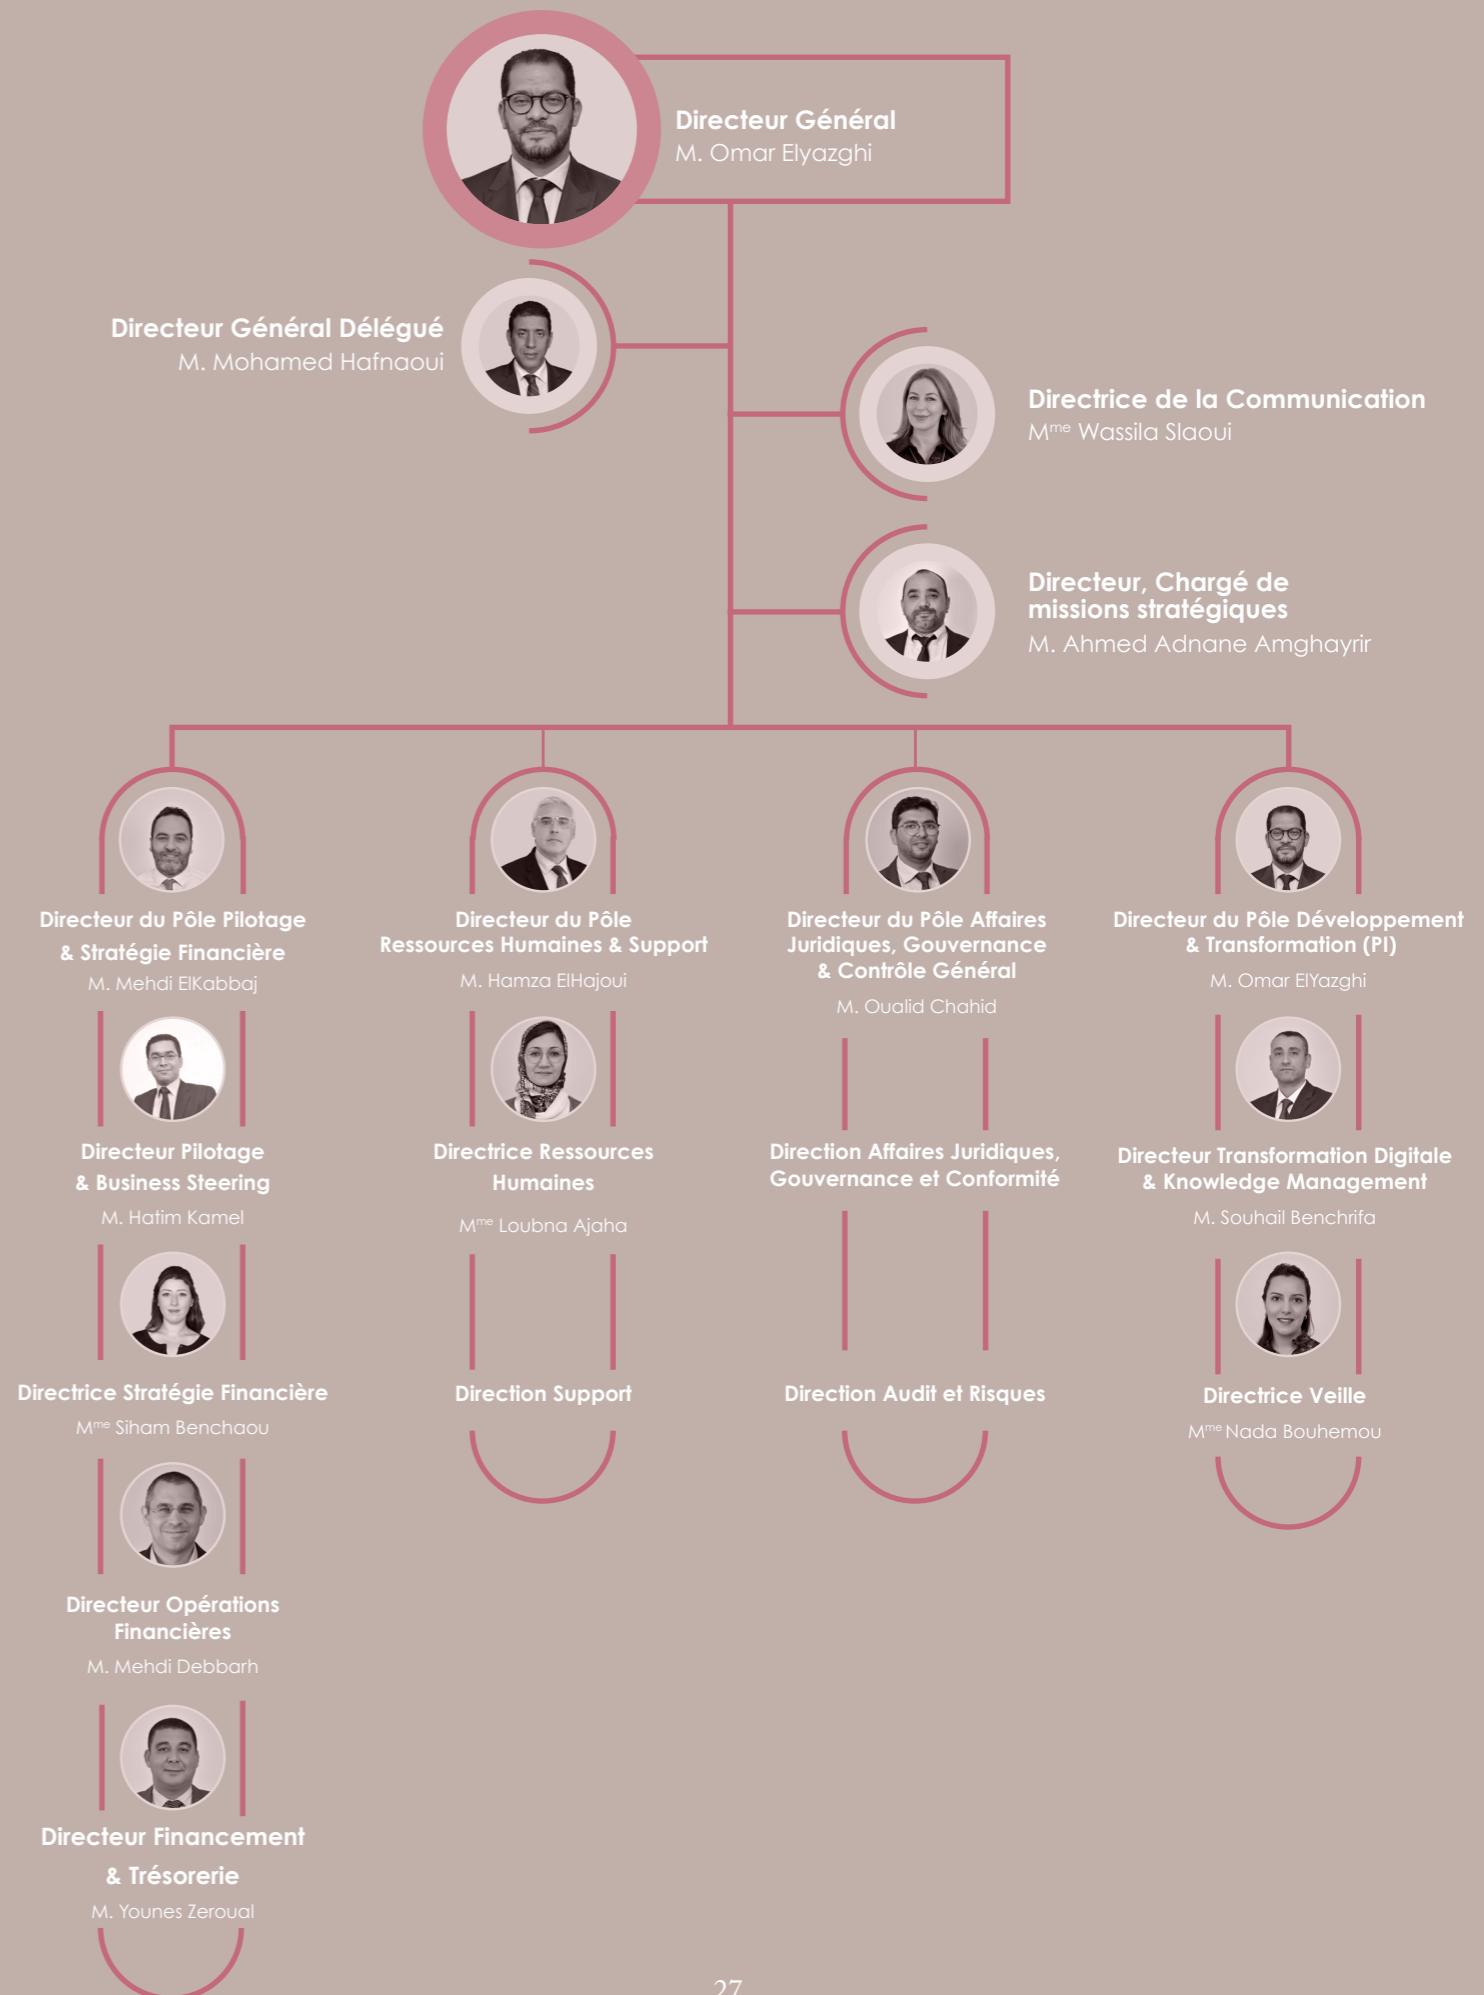 Directeur Général
M. Omar Elyazghi
Directeur Général Délégué
M. Mohamed Hafnaoui
Directrice de la Communication
Mme Wassila Slaoui
Directeur, Chargé de
missions stratégiques
M. Ahmed Adnane Amghayrir
Directeur du Pôle Pilotage
& Stratégie Financière
M. Mehdi ElKabbaj
Directeur Pilotage
& Business Steering
M. Hatim Kamel
Directrice Stratégie Financière
Mme Siham Benchaou
Directeur Opérations
Financières
M. Mehdi Debbarh
Directeur Financement
& Trésorerie
M. Younes Zeroual
Directeur du Pôle
Ressources Humaines & Support
M. Hamza ElHajoui
Directrice Ressources
Humaines
Mme Loubna Ajaha
Direction Support
Directeur du Pôle Affaires
Juridiques, Gouvernance
& Contrôle Général
M. Oualid Chahid
Direction Affaires Juridiques,
Gouvernance et Conformité
Direction Audit et Risques
Directeur du Pôle Développement
& Transformation (PI)
M. Omar ElYazghi
Directeur Transformation Digitale
& Knowledge Management
M. Souhail Benchrifa
Directrice Veille
Mme Nada Bouhemou
27